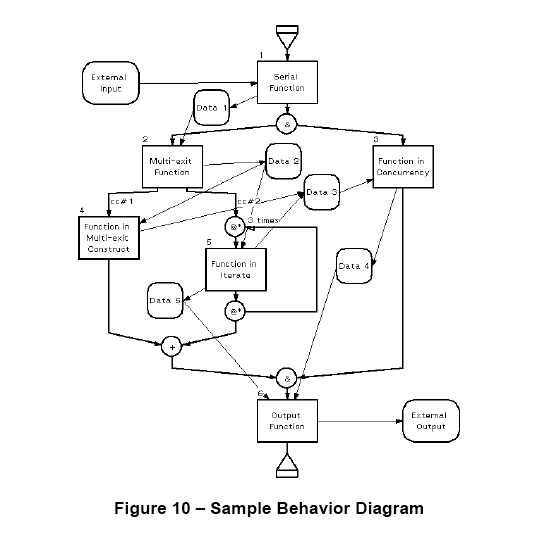 1
External
Input
Serial
Function
Data 1
&
2
Multi-exit
Function
Data 2
3
Function in
Concurrency
Data 3
cc#1
cc#2
4
Function in
Multi-exit
Construct
@*
3 times
5
Function in
Iterate
Data 4
Data 5
@*
+
&
6
Output
Function
External
Output
Figure 10 – Sample Behavior Diagram